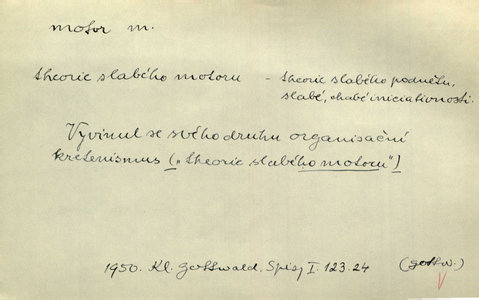 motor m.
theorie slabého motoru – theorie slabého podnětu,
slabé, chabé iniciativnosti.
Vyvinul se svého druhu organisační
kretenismus („theorie slabého motoru")
1950. Kl. Gottwald. Spisy I. 123.24 (Gottw.)